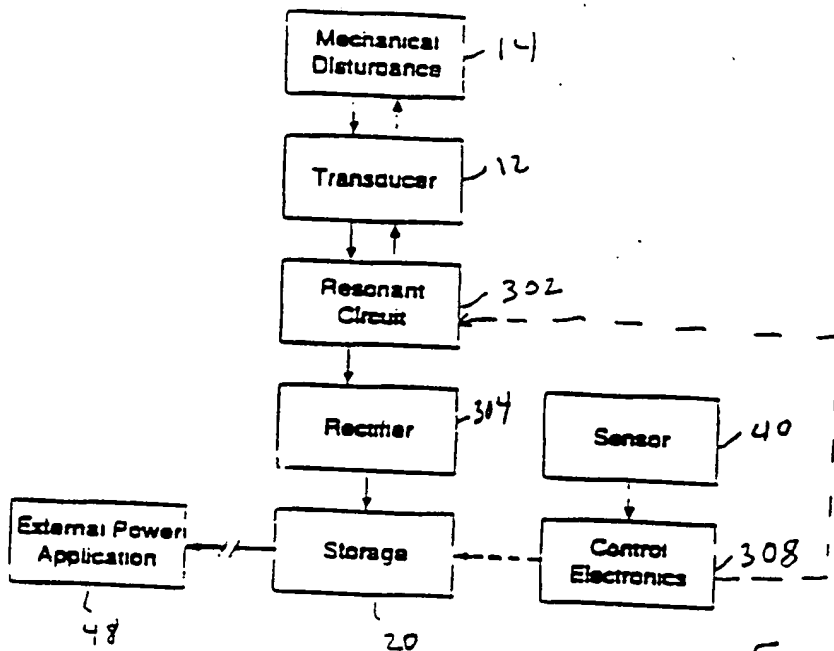 Mechanical
Disturbance
14
Transducer
12
Resonant
Circuit
302
Rectifier
304
Sensor
40
External Power
Application
Storage
Control
Electronics
308
48
20